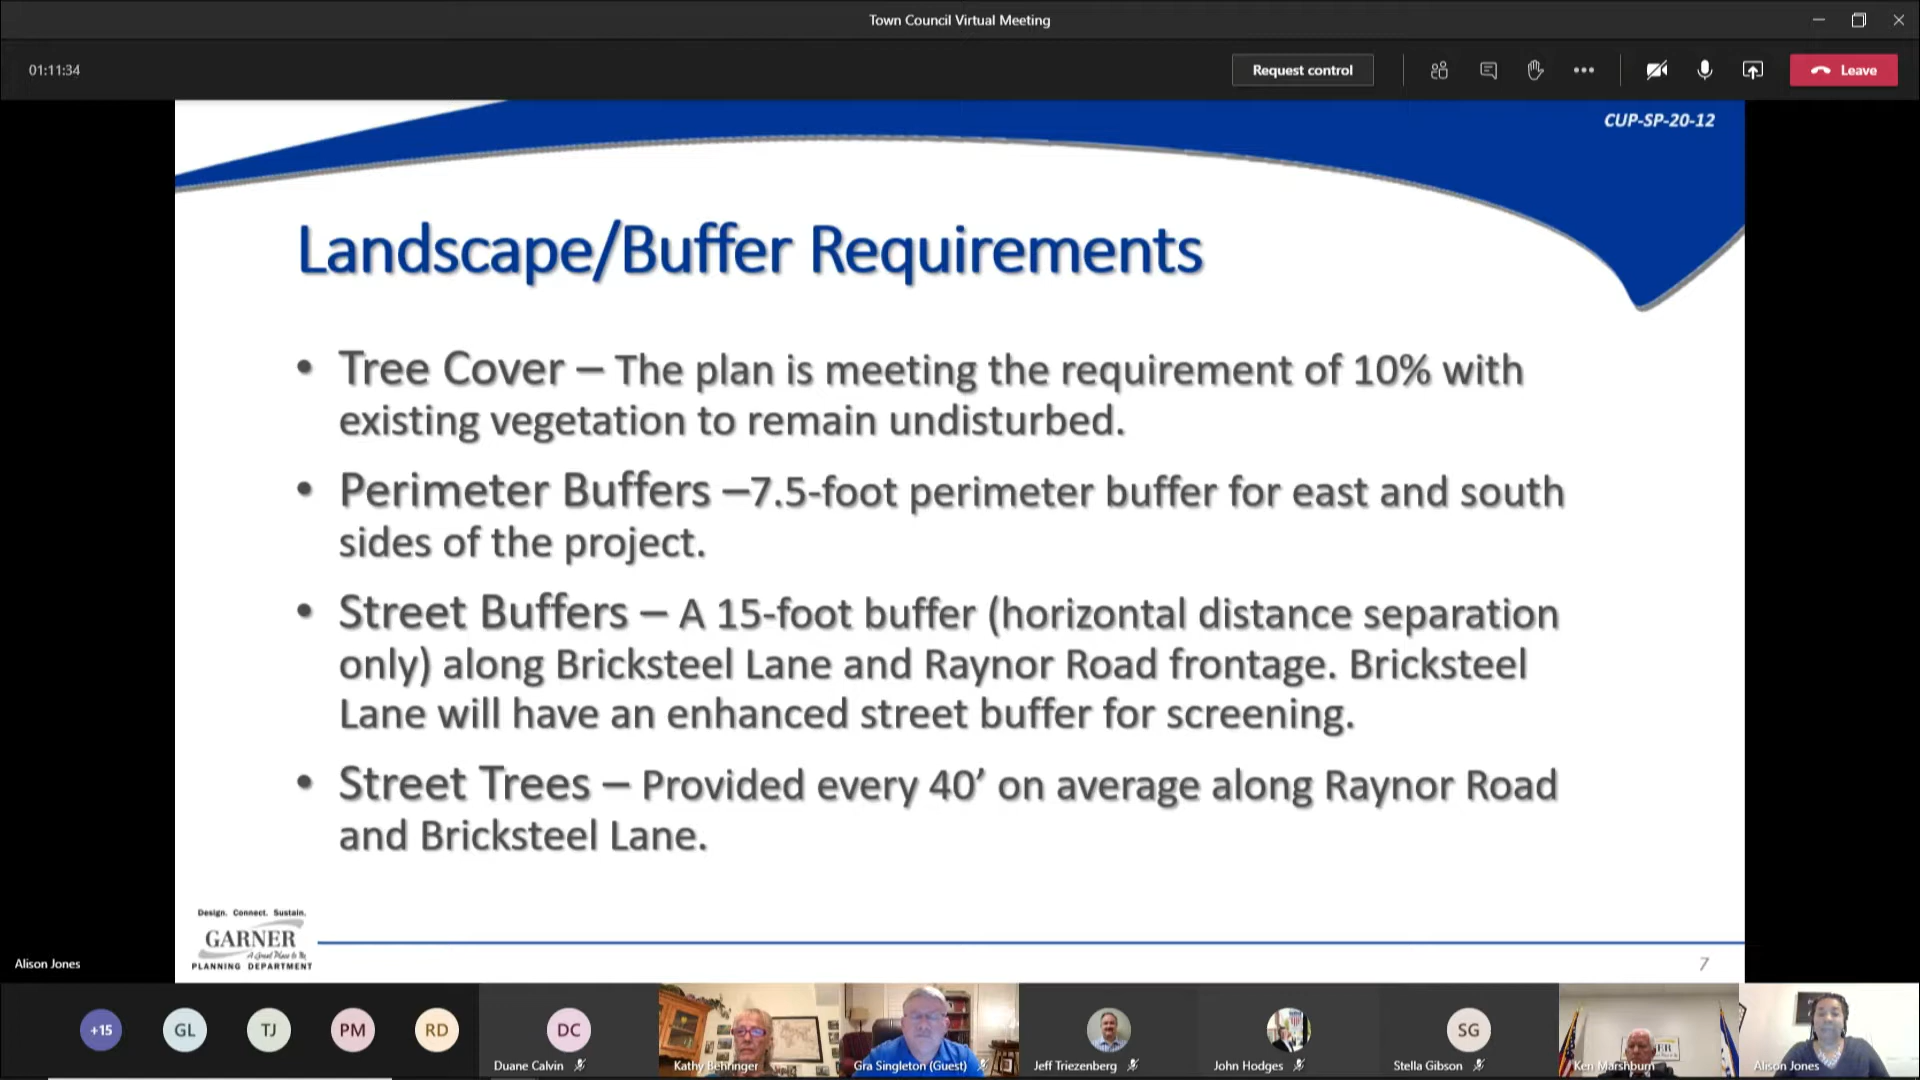 Town Council Virtual Meeting
01:11:34
Request control
Leave
CUP-SP-20-12
Landscape/Buffer Requirements
• Tree Cover – The plan is meeting the requirement of 10% with
existing vegetation to remain undisturbed.
• Perimeter Buffers –7.5-foot perimeter buffer for east and south
sides of the project.
• Street Buffers – A 15-foot buffer (horizontal distance separation
only) along Bricksteel Lane and Raynor Road frontage. Bricksteel
Lane will have an enhanced street buffer for screening.
• Street Trees – Provided every 40’ on average along Raynor Road
and Bricksteel Lane.
Design. Connect. Sustain.
GARNER
A Great Place to Be
PLANNING DEPARTMENT
7
Alison Jones
+15
GL
TJ
PM
RD
DC
SG
Duane Calvin
Kathy Behringer
Gra Singleton (Guest)
Jeff Triezenberg
John Hodges
Stella Gibson
Ken Marshburn
Alison Jones